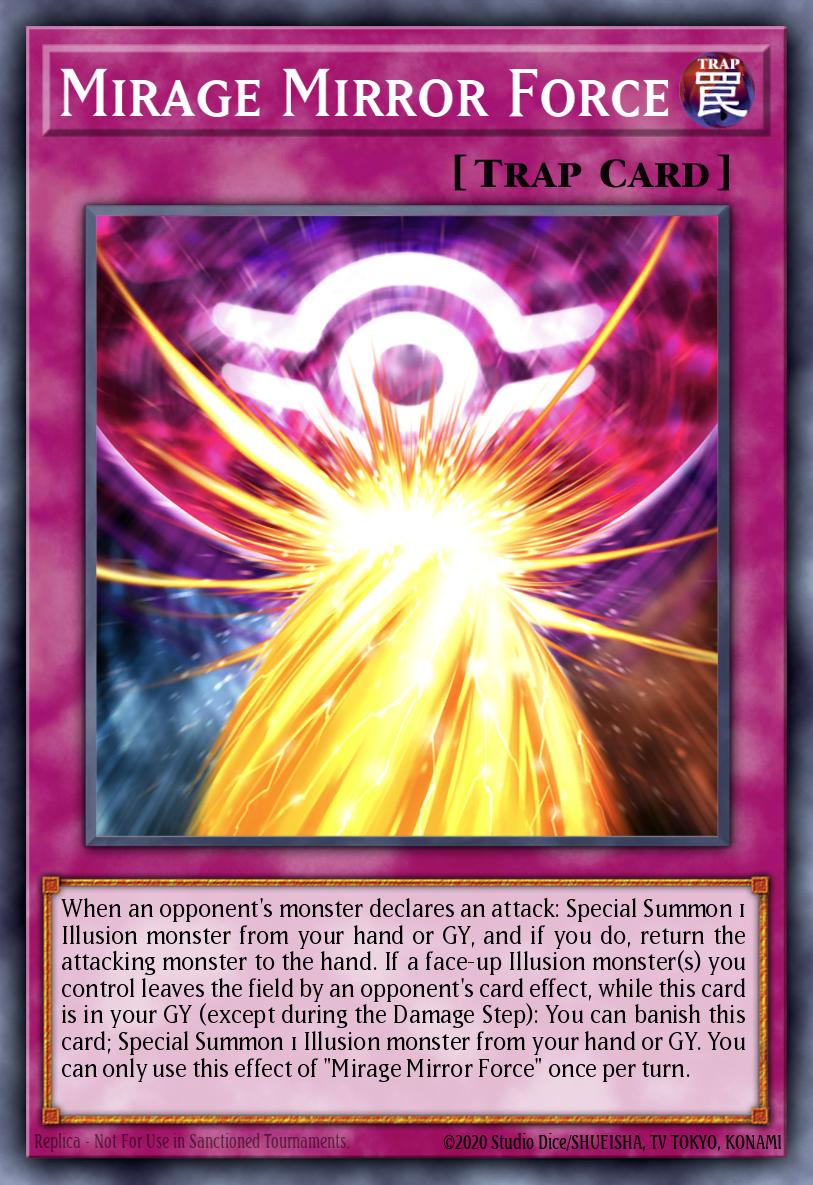 Mirage Mirror Force
TRAP
罠
[Trap Card]
When an opponent's monster declares an attack: Special Summon 1
Illusion monster from your hand or GY, and if you do, return the
attacking monster to the hand. If a face-up Illusion monster(s) you
control leaves the field by an opponent's card effect, while this card
is in your GY (except during the Damage Step): You can banish this
card; Special Summon 1 Illusion monster from your hand or GY. You
can only use this effect of "Mirage Mirror Force" once per turn.
Replica - Not For Use in Sanctioned Tournaments.
©2020 Studio Dice/SHUEISHA, TV TOKYO, KONAMI